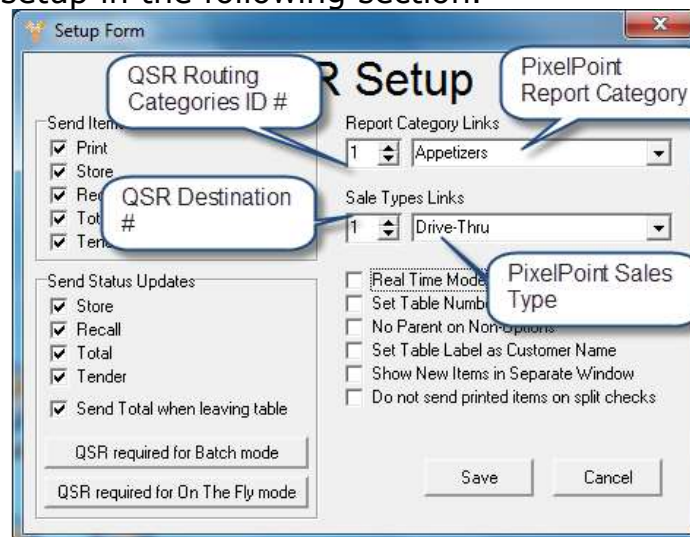 setup in the following section.
Setup Form
R Setup
QSR Routing
Categories ID #
PixelPoint
Report Category
Send Item
Print
Store
Total
Tender
QSR Destination
#
Report Category Links
1 Appetizers
Sale Types Links
1 Drive-Thru
PixelPoint Sales
Type
Send Status Updates
Store
Recall
Total
Tender
Send Total when leaving table
QSR required for Batch mode
QSR required for On The Fly mode
Real Time Mode
Set Table Numbe
No Parent on Non-Options
Set Table Label as Customer Name
Show New Items in Separate Window
Do not send printed items on split checks
Save
Cancel